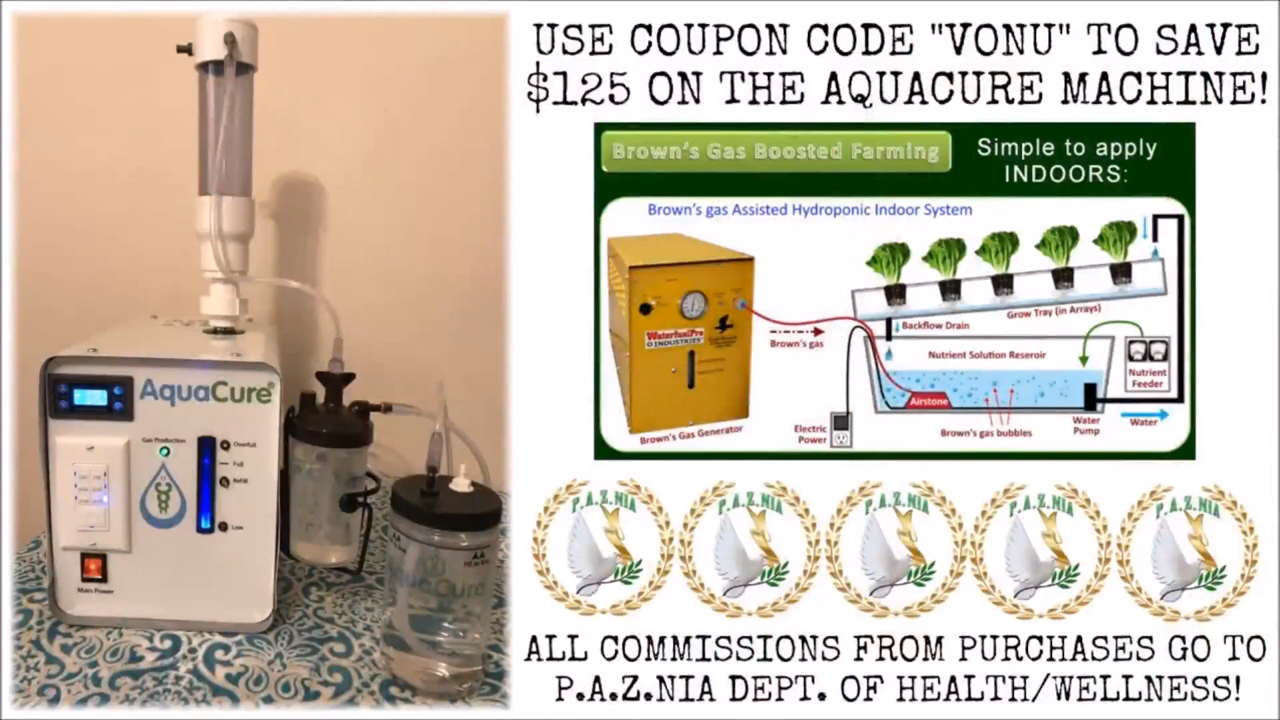 USE COUPON CODE "VONU" TO SAVE
$125 ON THE AQUACURE MACHINE!
Brown's Gas Boosted Farming
Simple to apply
INDOORS:
Brown's gas Assisted Hydroponic Indoor System
WaterfuelPro
INDUSTRIES
Brown's Gas Generator
Brown's gas
Electric
Power
Backflow Drain
Grow Tray (in Arrays)
Nutrient Solution Reseroir
Nutrient
Feeder
Airstone
Brown's gas bubbles
Water
Pump
Water
AquaCure®
Gas Production
Overfull
Full
Refill
Low
Main Power
AA
AA
AquaCure
P.A.Z.NIA
P.A.Z.NIA
P.A.Z.NIA
P.A.Z.NIA
P.A.Z.NIA
ALL COMMISSIONS FROM PURCHASES GO TO
P.A.Z.NIA DEPT. OF HEALTH/WELLNESS!